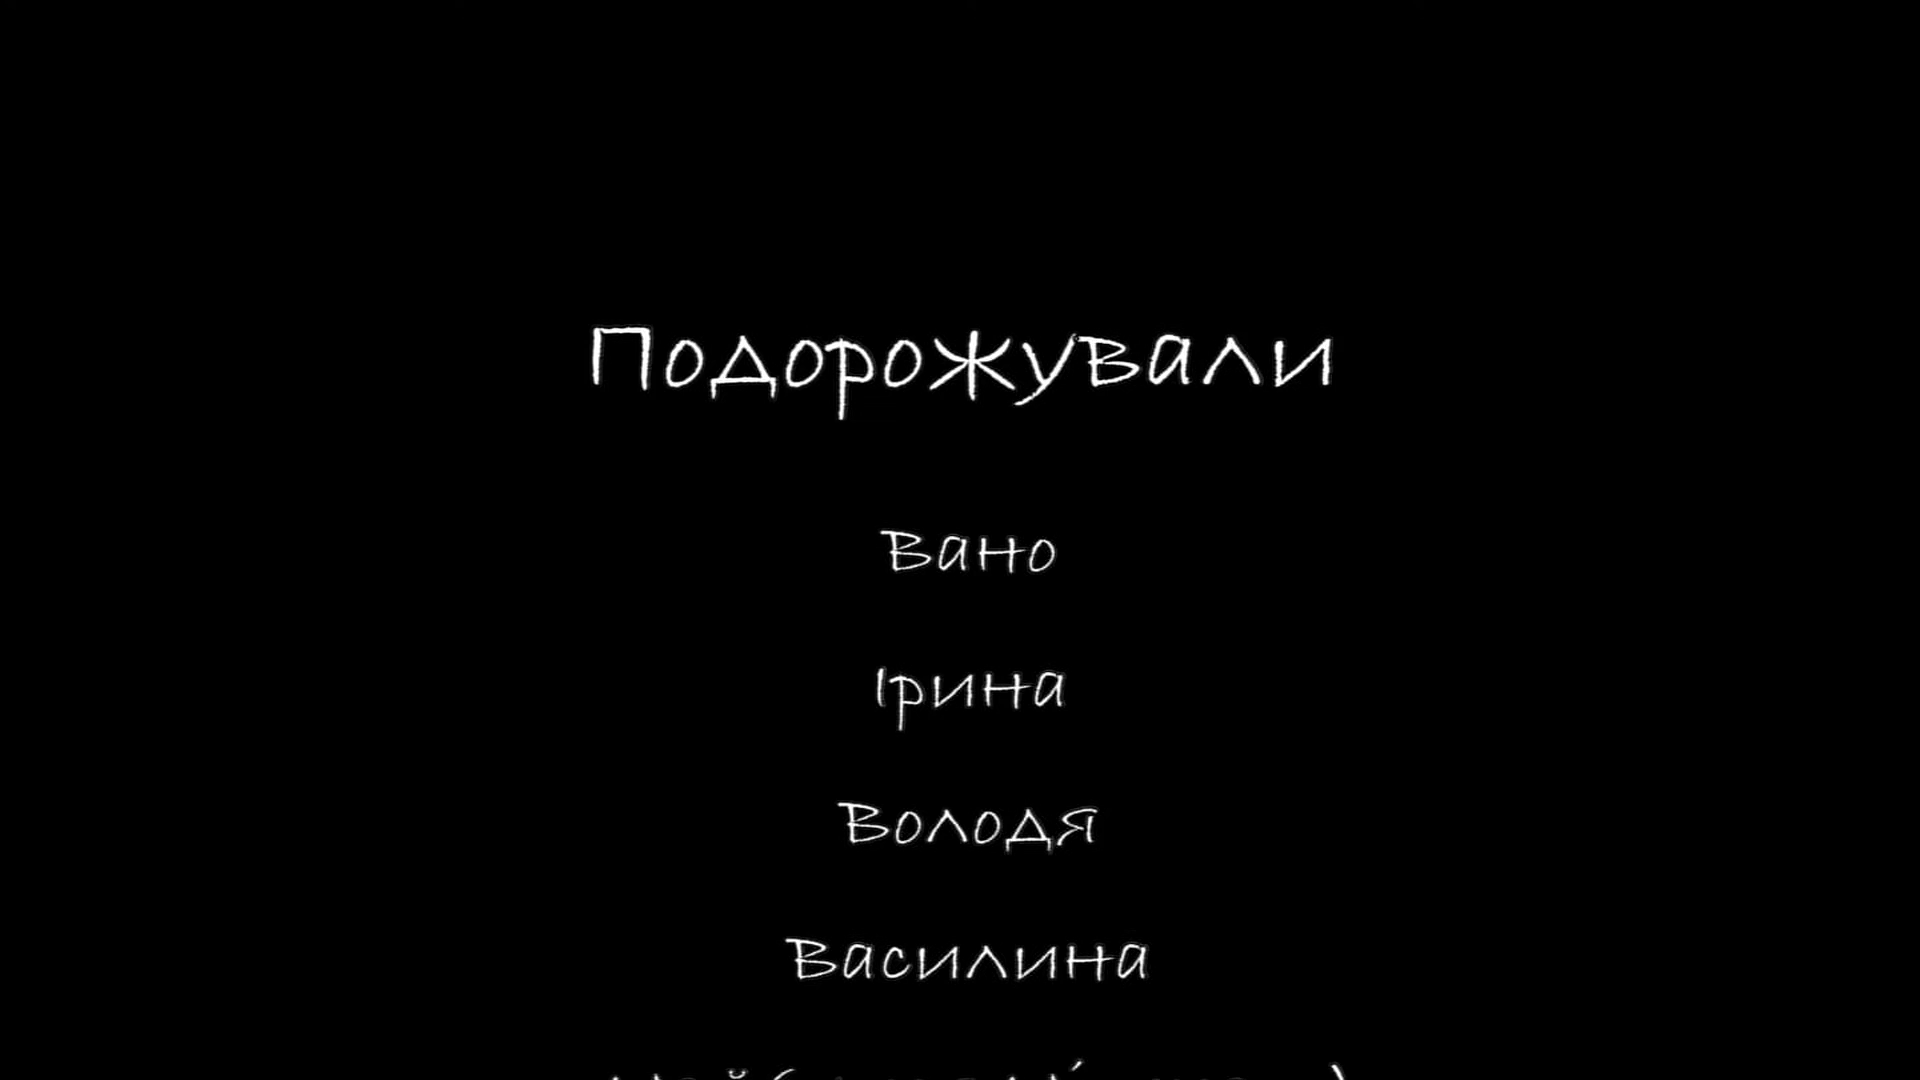 Подорожували
Вано
Ірина
Володя
Василина